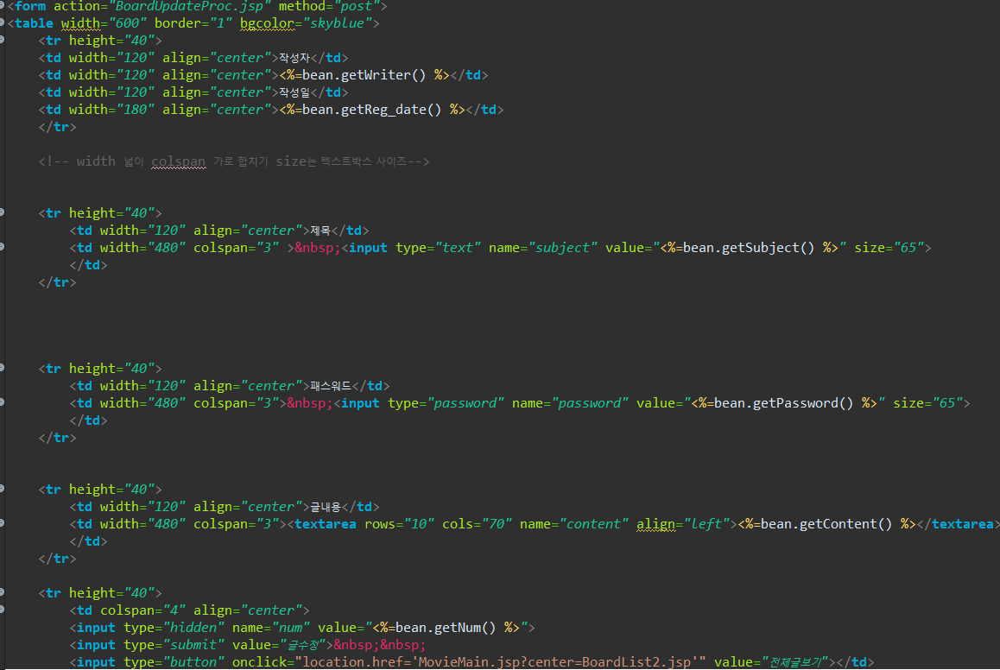 <form action="BoardUpdateProc.jsp" method="post">
<table width="600" border="1" bgcolor="skyblue">
<tr height="40">
<td width="120" align="center">작성자</td>
<td width="120" align="center"><%=bean.getWriter() %></td>
<td width="120" align="center">작성일</td>
<td width="180" align="center"><%=bean.getReg_date() %></td>
</tr>
<!-- width 넓이 colspan 가로 합치기 size는 텍스트박스 사이즈-->
<tr height="40">
<td width="120" align="center">제목</td>
<td width="480" colspan="3" >&nbsp;<input type="text" name="subject" value="<%=bean.getSubject() %>" size="65">
</td>
</tr>
<tr height="40">
<td width="120" align="center">패스워드</td>
<td width="480" colspan="3">&nbsp;<input type="password" name="password" value="<%=bean.getPassword() %>" size="65">
</td>
</tr>
<tr height="40">
<td width="120" align="center">글내용</td>
<td width="480" colspan="3"><textarea rows="10" cols="70" name="content" align="left"><%=bean.getContent() %></textarea>
</td>
</tr>
<tr height="40">
<td colspan="4" align="center">
<input type="hidden" name="num" value="<%=bean.getNum() %>">
<input type="submit" value="글수정">&nbsp;&nbsp;
<input type="button" onclick="location.href='MovieMain.jsp?center=BoardList2.jsp'" value="전체글보기"></td>